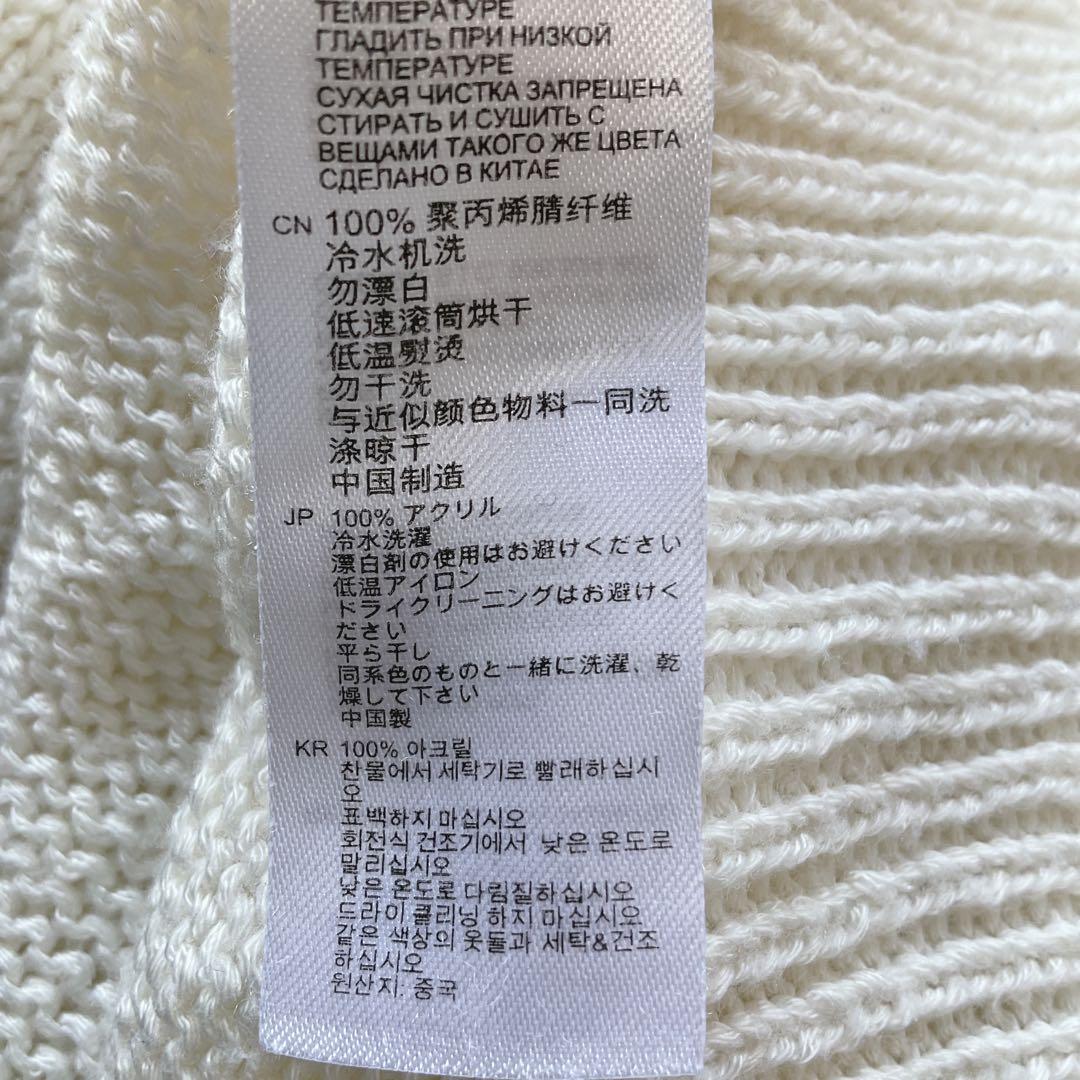 ТЕМПЕРАТУРЕ
ГЛАДИТЬ ПРИ НИЗКОЙ
ТЕМПЕРАТУРЕ
СУХАЯ ЧИСТКА ЗАПРЕЩЕНА
СТИРАТЬ И СУШИТЬ С
ВЕЩАМИ ТАКОГО ЖЕ ЦВЕТА
СДЕЛАНО В КИТАЕ
CN 100% 聚丙烯腈纤维
冷水机洗
勿漂白
低速滚筒烘干
低温熨烫
勿干洗
与近似颜色物料一同洗
涤晾干
中国制造
JP 100% アクリル
冷水洗濯
漂白剤の使用はお避けください
低温アイロン
ドライクリーニングはお避けく
ださい
平ら干し
同系色のものと一緒に洗濯、乾
燥して下さい
中国製
KR 100% 아크릴
찬물에서 세탁기로 빨래하십시
오
표백하지 마십시오
회전식 건조기에서 낮은 온도로
말리십시오
낮은 온도로 다림질하십시오
드라이 클리닝 하지 마십시오
같은 색상의 옷들과 세탁&건조
하십시오
원산지: 중국